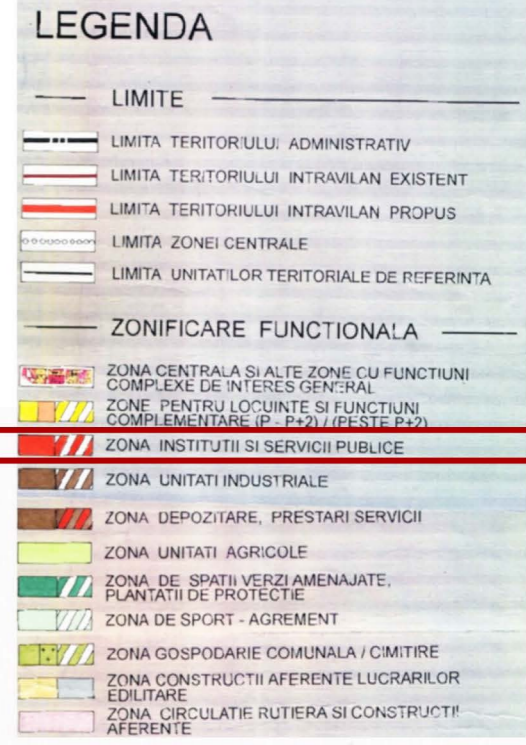 LEGENDA
LIMITE
LIMITA TERITORIULUI ADMINISTRATIV
LIMITA TERITORIULUI INTRAVILAN EXISTENT
LIMITA TERITORIULUI INTRAVILAN PROPUS
LIMITA ZONEI CENTRALE
LIMITA UNITATILOR TERITORIALE DE REFERINTA
ZONIFICARE FUNCTIONALA
ZONA CENTRALA SI ALTE ZONE CU FUNCTIUNI
COMPLEXE DE INTERES GENERAL
ZONE PENTRU LOCUINTE SI FUNCTIUNI
COMPLEMENTARE (P - P+2) / (PESTE P+2)
ZONA INSTITUTII SI SERVICII PUBLICE
ZONA UNITATI INDUSTRIALE
ZONA DEPOZITARE, PRESTARI SERVICII
ZONA UNITATI AGRICOLE
ZONA DE SPATII VERZI AMENAJATE,
PLANTATII DE PROTECTIE
ZONA DE SPORT - AGREMENT
ZONA GOSPODARIE COMUNALA / CIMITIRE
ZONA CONSTRUCTII AFERENTE LUCRARILOR
EDILITARE
ZONA CIRCULATIE RUTIERA SI CONSTRUCTII
AFERENTE